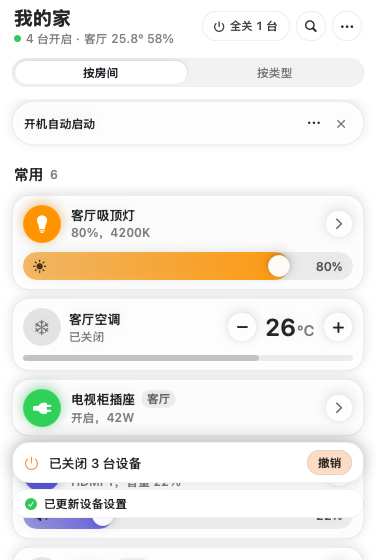 我的家
4 台开启 · 客厅 25.8° 58%
全关 1 台
按房间
按类型
开机自动启动
常用 6
客厅吸顶灯
80%，4200K
80%
客厅空调
已关闭
26°C
电视柜插座 客厅
开启，42W
已关闭 3 台设备
撤销
已更新设备设置